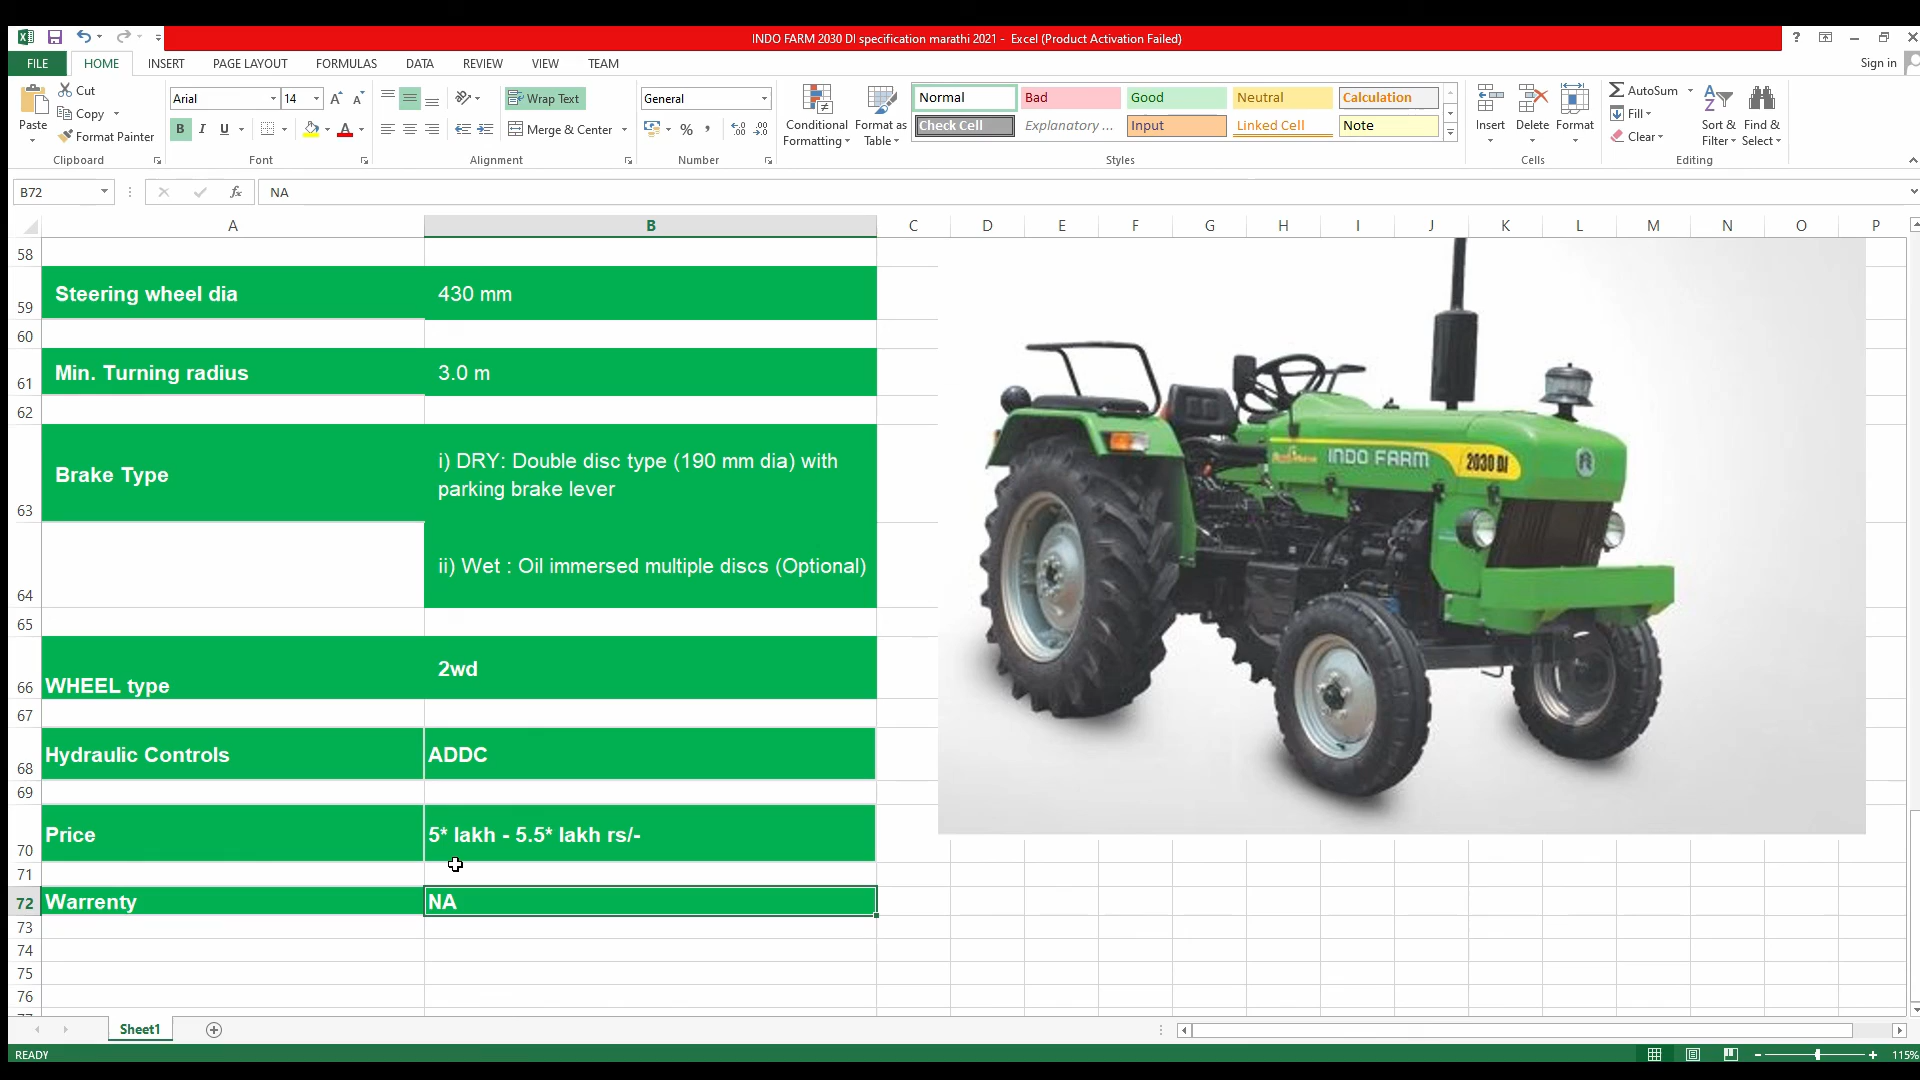 INDO FARM 2030 DI specification marathi 2021 - Excel (Product Activation Failed)
?
FILE HOME INSERT PAGE LAYOUT FORMULAS DATA REVIEW VIEW TEAM
Sign in
Paste
Cut
Copy
Format Painter
Clipboard
Arial 14 A A
B I U A
Font
Wrap Text
Merge & Center
Alignment
General
% , .00
Number
Conditional
Formatting
Format as
Table
Normal Bad Good Neutral Calculation
Check Cell Explanatory ... Input Linked Cell Note
Styles
Insert Delete Format
Cells
AutoSum
Fill
Clear
Sort &
Filter
Find &
Select
Editing
B72 fx NA
A B C D E F G H I J K L M N O P
58
59 Steering wheel dia 430 mm
60
61 Min. Turning radius 3.0 m
62
63 Brake Type i) DRY: Double disc type (190 mm dia) with
parking brake lever
64 ii) Wet : Oil immersed multiple discs (Optional)
65
66 WHEEL type 2wd
67
68 Hydraulic Controls ADDC
69
70 Price 5* lakh - 5.5* lakh rs/-
71
72 Warrenty NA
73
74
75
76
INDO FARM 2030 DI
Sheet1
READY
115%